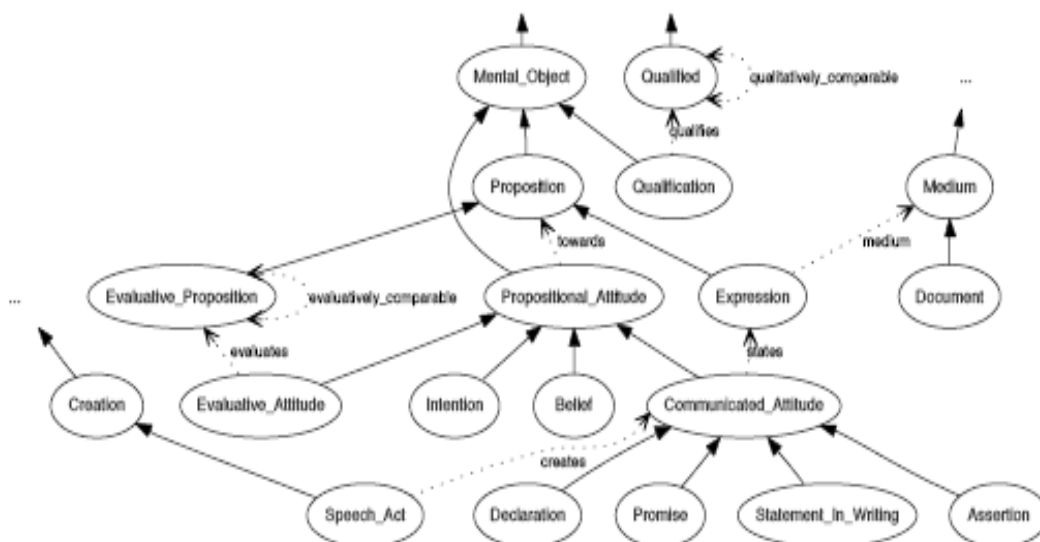 Mental_Object
Qualified
qualitatively_comparable
...
qualifies
Proposition
Qualification
Medium
towards
medium
...
Evaluative_Proposition
evaluatively_comparable
Propositional_Attitude
Expression
Document
evaluates
states
Creation
Evaluative_Attitude
Intention
Belief
Communicated_Attitude
creates
Speech_Act
Declaration
Promise
Statement_In_Writing
Assertion